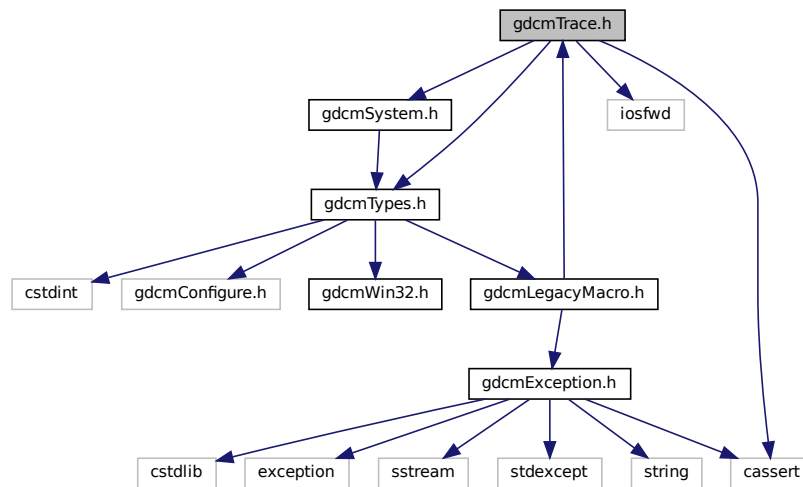 gdcmTrace.h
gdcmSystem.h
iosfwd
gdcmTypes.h
cstdint
gdcmConfigure.h
gdcmWin32.h
gdcmLegacyMacro.h
gdcmException.h
cstdlib
exception
sstream
stdexcept
string
cassert